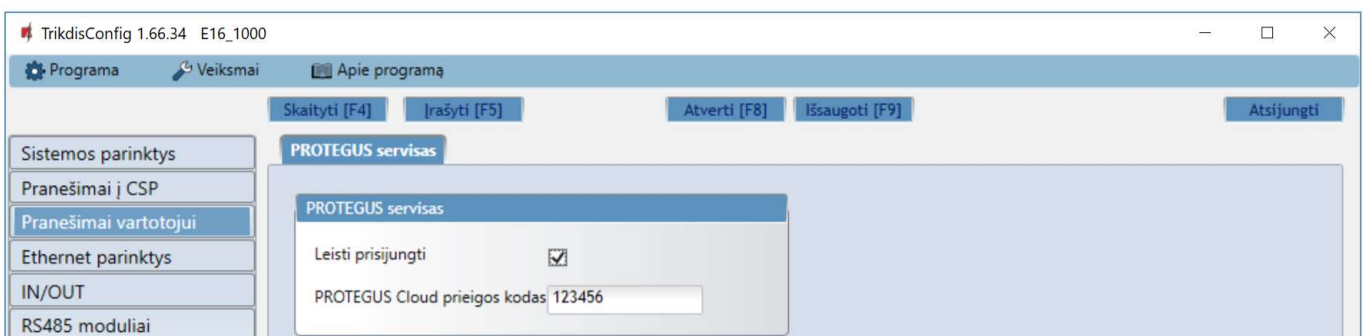 TrikdisConfig 1.66.34 E16_1000
Programa Veiksmai Apie programą
Skaityti [F4] Įrašyti [F5] Atverti [F8] Išsaugoti [F9] Atsijungti
Sistemos parinktys
PROTEGUS servisas
Pranešimai į CSP
PROTEGUS servisas
Pranešimai vartotojui
Leisti prisijungti
Ethernet parinktys
PROTEGUS Cloud prieigos kodas 123456
IN/OUT
RS485 moduliai